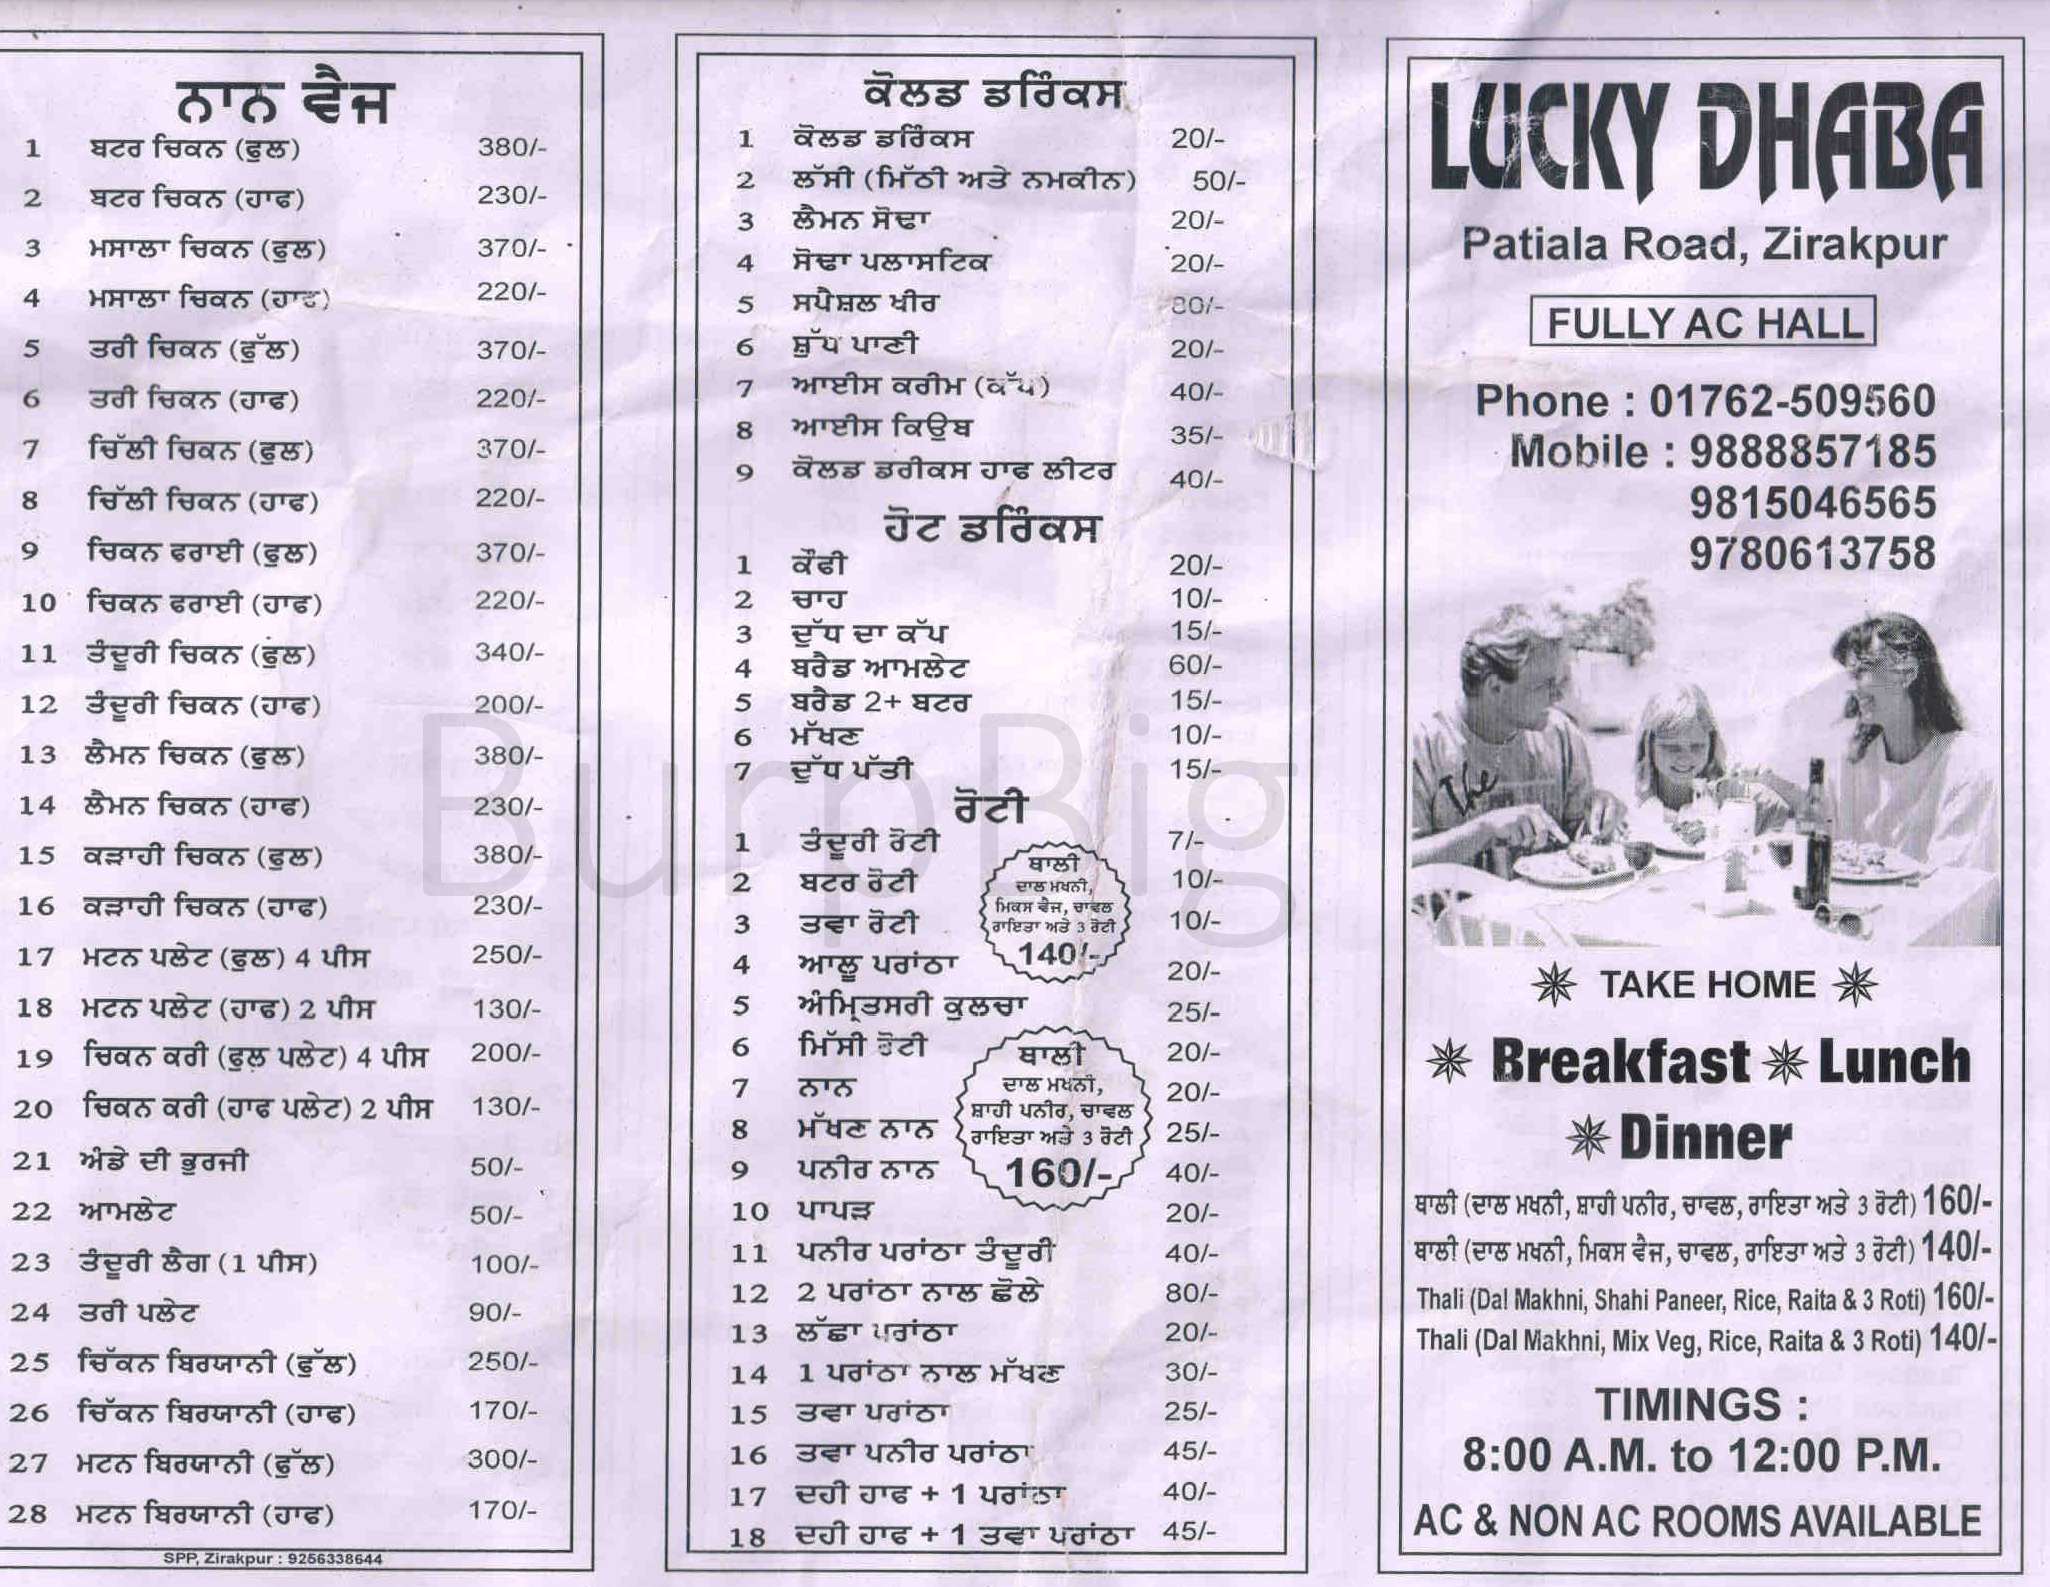 ਨਾਨ ਵੈਜ
1 ਬਟਰ ਚਿਕਨ (ਫੁਲ) 380/-
2 ਬਟਰ ਚਿਕਨ (ਹਾਫ) 230/-
3 ਮਸਾਲਾ ਚਿਕਨ (ਫੁਲ) 370/-
4 ਮਸਾਲਾ ਚਿਕਨ (ਹਾਫ) 220/-
5 ਤਰੀ ਚਿਕਨ (ਫੁੱਲ) 370/-
6 ਤਰੀ ਚਿਕਨ (ਹਾਫ) 220/-
7 ਚਿੱਲੀ ਚਿਕਨ (ਫੁਲ) 370/-
8 ਚਿੱਲੀ ਚਿਕਨ (ਹਾਫ) 220/-
9 ਚਿਕਨ ਫਰਾਈ (ਫੁਲ) 370/-
10 ਚਿਕਨ ਫਰਾਈ (ਹਾਫ) 220/-
11 ਤੰਦੂਰੀ ਚਿਕਨ (ਫੁਲ) 340/-
12 ਤੰਦੂਰੀ ਚਿਕਨ (ਹਾਫ) 200/-
13 ਲੈਮਨ ਚਿਕਨ (ਫੁਲ) 380/-
14 ਲੈਮਨ ਚਿਕਨ (ਹਾਫ) 230/-
15 ਕੜਾਹੀ ਚਿਕਨ (ਫੁਲ) 380/-
16 ਕੜਾਹੀ ਚਿਕਨ (ਹਾਫ) 230/-
17 ਮਟਨ ਪਲੇਟ (ਫੁਲ) 4 ਪੀਸ 250/-
18 ਮਟਨ ਪਲੇਟ (ਹਾਫ) 2 ਪੀਸ 130/-
19 ਚਿਕਨ ਕਰੀ (ਫੁਲ ਪਲੇਟ) 4 ਪੀਸ 200/-
20 ਚਿਕਨ ਕਰੀ (ਹਾਫ ਪਲੇਟ) 2 ਪੀਸ 130/-
21 ਅੰਡੇ ਦੀ ਭੁਰਜੀ 50/-
22 ਆਮਲੇਟ 50/-
23 ਤੰਦੂਰੀ ਲੈਗ (1 ਪੀਸ) 100/-
24 ਤਰੀ ਪਲੇਟ 90/-
25 ਚਿੱਕਨ ਬਿਰਯਾਨੀ (ਫੁੱਲ) 250/-
26 ਚਿੱਕਨ ਬਿਰਯਾਨੀ (ਹਾਫ) 170/-
27 ਮਟਨ ਬਿਰਯਾਨੀ (ਫੁੱਲ) 300/-
28 ਮਟਨ ਬਿਰਯਾਨੀ (ਹਾਫ) 170/-
SPP, Zirakpur : 9256338644
ਕੋਲਡ ਡਰਿੰਕਸ
1 ਕੋਲਡ ਡਰਿੰਕਸ 20/-
2 ਲੱਸੀ (ਮਿੱਠੀ ਅਤੇ ਨਮਕੀਨ) 50/-
3 ਲੈਮਨ ਸੋਢਾ 20/-
4 ਸੋਢਾ ਪਲਾਸਟਿਕ 20/-
5 ਸਪੈਸ਼ਲ ਖੀਰ
6 ਸ਼ੁੱਧ ਪਾਣੀ 20/-
7 ਆਈਸ ਕਰੀਮ (ਕੱਪ) 40/-
8 ਆਈਸ ਕਿਊਬ 35/-
9 ਕੋਲਡ ਡਰੀਕਸ ਹਾਫ ਲੀਟਰ 40/-
ਹੋਟ ਡਰਿੰਕਸ
1 ਕੌਫੀ 20/-
2 ਚਾਹ 10/-
3 ਦੁੱਧ ਦਾ ਕੱਪ 15/-
4 ਬਰੈਡ ਆਮਲੇਟ 60/-
5 ਬਰੈਡ 2+ ਬਟਰ 15/-
6 ਮੱਖਣ 10/-
7 ਦੁੱਧ ਪੱਤੀ 15/-
ਰੋਟੀ
1 ਤੰਦੂਰੀ ਰੋਟੀ 7/-
2 ਬਟਰ ਰੋਟੀ 10/-
3 ਤਵਾ ਰੋਟੀ 10/-
4 ਆਲੂ ਪਰਾਂਠਾ 20/-
5 ਅੰਮ੍ਰਿਤਸਰੀ ਕੁਲਚਾ 25/-
6 ਮਿੱਸੀ ਰੋਟੀ 20/-
7 ਨਾਨ 20/-
8 ਮੱਖਣ ਨਾਨ 25/-
9 ਪਨੀਰ ਨਾਨ 40/-
10 ਪਾਪੜ 20/-
11 ਪਨੀਰ ਪਰਾਂਠਾ ਤੰਦੂਰੀ 40/-
12 2 ਪਰਾਂਠਾ ਨਾਲ ਛੋਲੇ 80/-
13 ਲੱਛਾ ਪਰਾਂਠਾ 20/-
14 1 ਪਰਾਂਠਾ ਨਾਲ ਮੱਖਣ 30/-
15 ਤਵਾ ਪਰਾਂਠਾ 25/-
16 ਤਵਾ ਪਨੀਰ ਪਰਾਂਠਾ 45/-
17 ਦਹੀ ਹਾਫ + 1 ਪਰਾਂਠਾ 40/-
18 ਦਹੀ ਹਾਫ + 1 ਤਵਾ ਪਰਾਂਠਾ 45/-
ਥਾਲੀ
ਦਾਲ ਮਖਨੀ,
ਮਿਕਸ ਵੈਜ, ਚਾਵਲ
ਰਾਇਤਾ ਅਤੇ 3 ਰੋਟੀ
140/-
ਥਾਲੀ
ਦਾਲ ਮਖਨੀ,
ਸ਼ਾਹੀ ਪਨੀਰ, ਚਾਵਲ
ਰਾਇਤਾ ਅਤੇ 3 ਰੋਟੀ
160/-
LUCKY DHABA
Patiala Road, Zirakpur
FULLY AC HALL
Phone : 01762-509560
Mobile : 9888857185
9815046565
9780613758
The
TAKE HOME
Breakfast Lunch
Dinner
ਥਾਲੀ (ਦਾਲ ਮਖਨੀ, ਸ਼ਾਹੀ ਪਨੀਰ, ਚਾਵਲ, ਰਾਇਤਾ ਅਤੇ 3 ਰੋਟੀ) 160/-
ਥਾਲੀ (ਦਾਲ ਮਖਨੀ, ਮਿਕਸ ਵੈਜ, ਚਾਵਲ, ਰਾਇਤਾ ਅਤੇ 3 ਰੋਟੀ) 140/-
Thali (Dal Makhni, Shahi Paneer, Rice, Raita & 3 Roti) 160/-
Thali (Dal Makhni, Mix Veg, Rice, Raita & 3 Roti) 140/-
TIMINGS :
8:00 A.M. to 12:00 P.M.
AC & NON AC ROOMS AVAILABLE
BurpBig